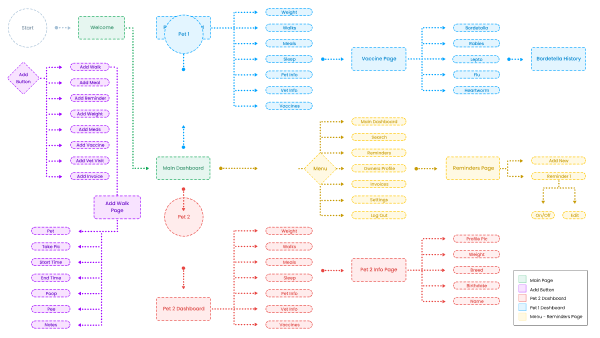 Start
Welcome
Pet 1
Weight
Walks
Meals
Sleep
Pet Info
Vet Info
Vaccines
Vaccine Page
Bordetella
Rabies
Lepto
Flu
Heartworm
Bordetella History
Add
Button
Add Walk
Add Meal
Add Reminder
Add Weight
Add Meds
Add Vaccine
Add Vet Visit
Add Invoice
Main Dashboard
Menu
Main Dashboard
Search
Reminders
Owners Profile
Invoices
Settings
Log Out
Reminders Page
Add New
Reminder 1
On/Off
Edit
Add Walk
Page
Pet
Take Pic
Start Time
End Time
Poop
Pee
Notes
Pet 2
Pet 2 Dashboard
Weight
Walks
Meals
Sleep
Pet Info
Vet Info
Vaccines
Pet 2 Info Page
Profile Pic
Weight
Breed
Birthdate
Name
Main Page
Add Button
Pet 2 Dashboard
Pet 1 Dashboard
Menu - Reminders Page